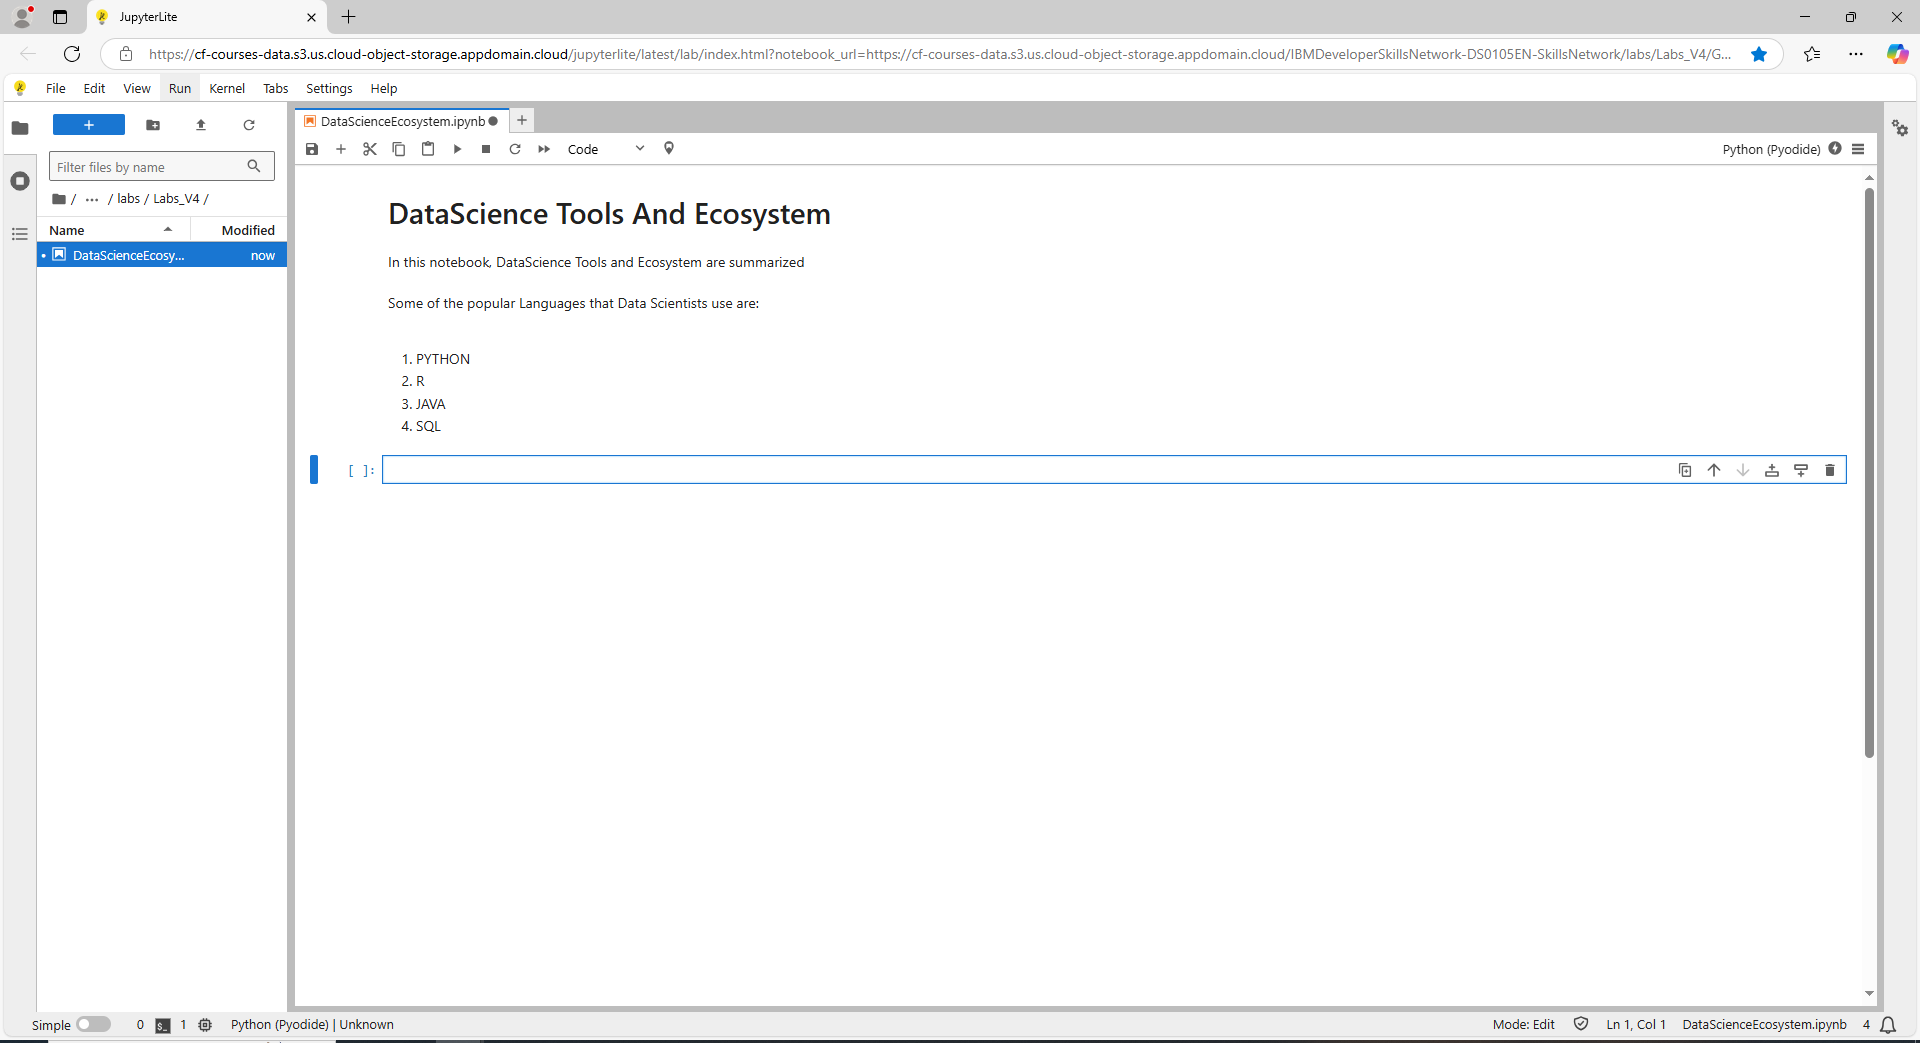 JupyterLite
https://cf-courses-data.s3.us.cloud-object-storage.appdomain.cloud/jupyterlite/latest/lab/index.html?notebook_url=https://cf-courses-data.s3.us.cloud-object-storage.appdomain.cloud/IBMDeveloperSkillsNetwork-DS0105EN-SkillsNetwork/labs/Labs_V4/G...
File Edit View Run Kernel Tabs Settings Help
DataScienceEcosystem.ipynb
Code
Python (Pyodide)
Filter files by name
/ ... / labs / Labs_V4 /
Name Modified
DataScienceEcosy... now
DataScience Tools And Ecosystem
In this notebook, DataScience Tools and Ecosystem are summarized
Some of the popular Languages that Data Scientists use are:
1. PYTHON
2. R
3. JAVA
4. SQL
[ ]:
Simple 0 $_ 1 Python (Pyodide) | Unknown Mode: Edit Ln 1, Col 1 DataScienceEcosystem.ipynb 4